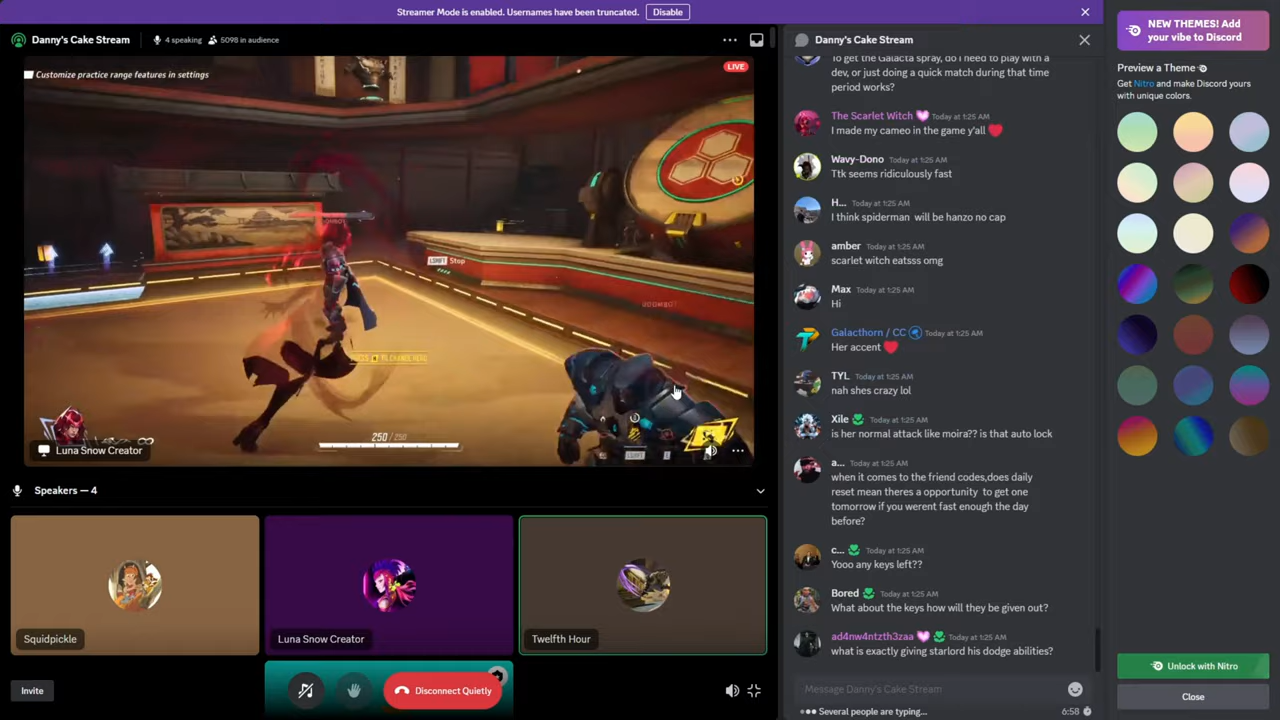 Streamer Mode is enabled. Usernames have been truncated.
Disable
Danny's Cake Stream
4 speaking
5098 in audience
Customize practice range features in settings
LIVE
LSHIFT Stop
TO CHANGE HERO
250 / 250
LSHIFT
Luna Snow Creator
Speakers — 4
Squidpickle
Luna Snow Creator
Twelfth Hour
Invite
Disconnect Quietly
Danny's Cake Stream
To get the Galacta spray, do I need to play with a
dev, or just doing a quick match during that time
period works?
The Scarlet Witch Today at 1:25 AM
I made my cameo in the game y'all
Wavy-Dono Today at 1:25 AM
Ttk seems ridiculously fast
H... Today at 1:25 AM
I think spiderman will be hanzo no cap
amber Today at 1:25 AM
scarlet witch eatsss omg
Max Today at 1:25 AM
Hi
Galacthorn / CC Today at 1:25 AM
Her accent
TYL Today at 1:25 AM
nah shes crazy lol
Xile Today at 1:25 AM
is her normal attack like moira?? is that auto lock
a... Today at 1:25 AM
when it comes to the friend codes,does daily
reset mean theres a opportunity to get one
tomorrow if you werent fast enough the day
before?
c... Today at 1:25 AM
Yooo any keys left??
Bored Today at 1:25 AM
What about the keys how will they be given out?
ad4nw4ntzth3zaa Today at 1:25 AM
what is exactly giving starlord his dodge abilities?
Message Danny's Cake Stream
Several people are typing...
6:58
NEW THEMES! Add
your vibe to Discord
Preview a Theme
Get Nitro and make Discord yours
with unique colors.
Unlock with Nitro
Close